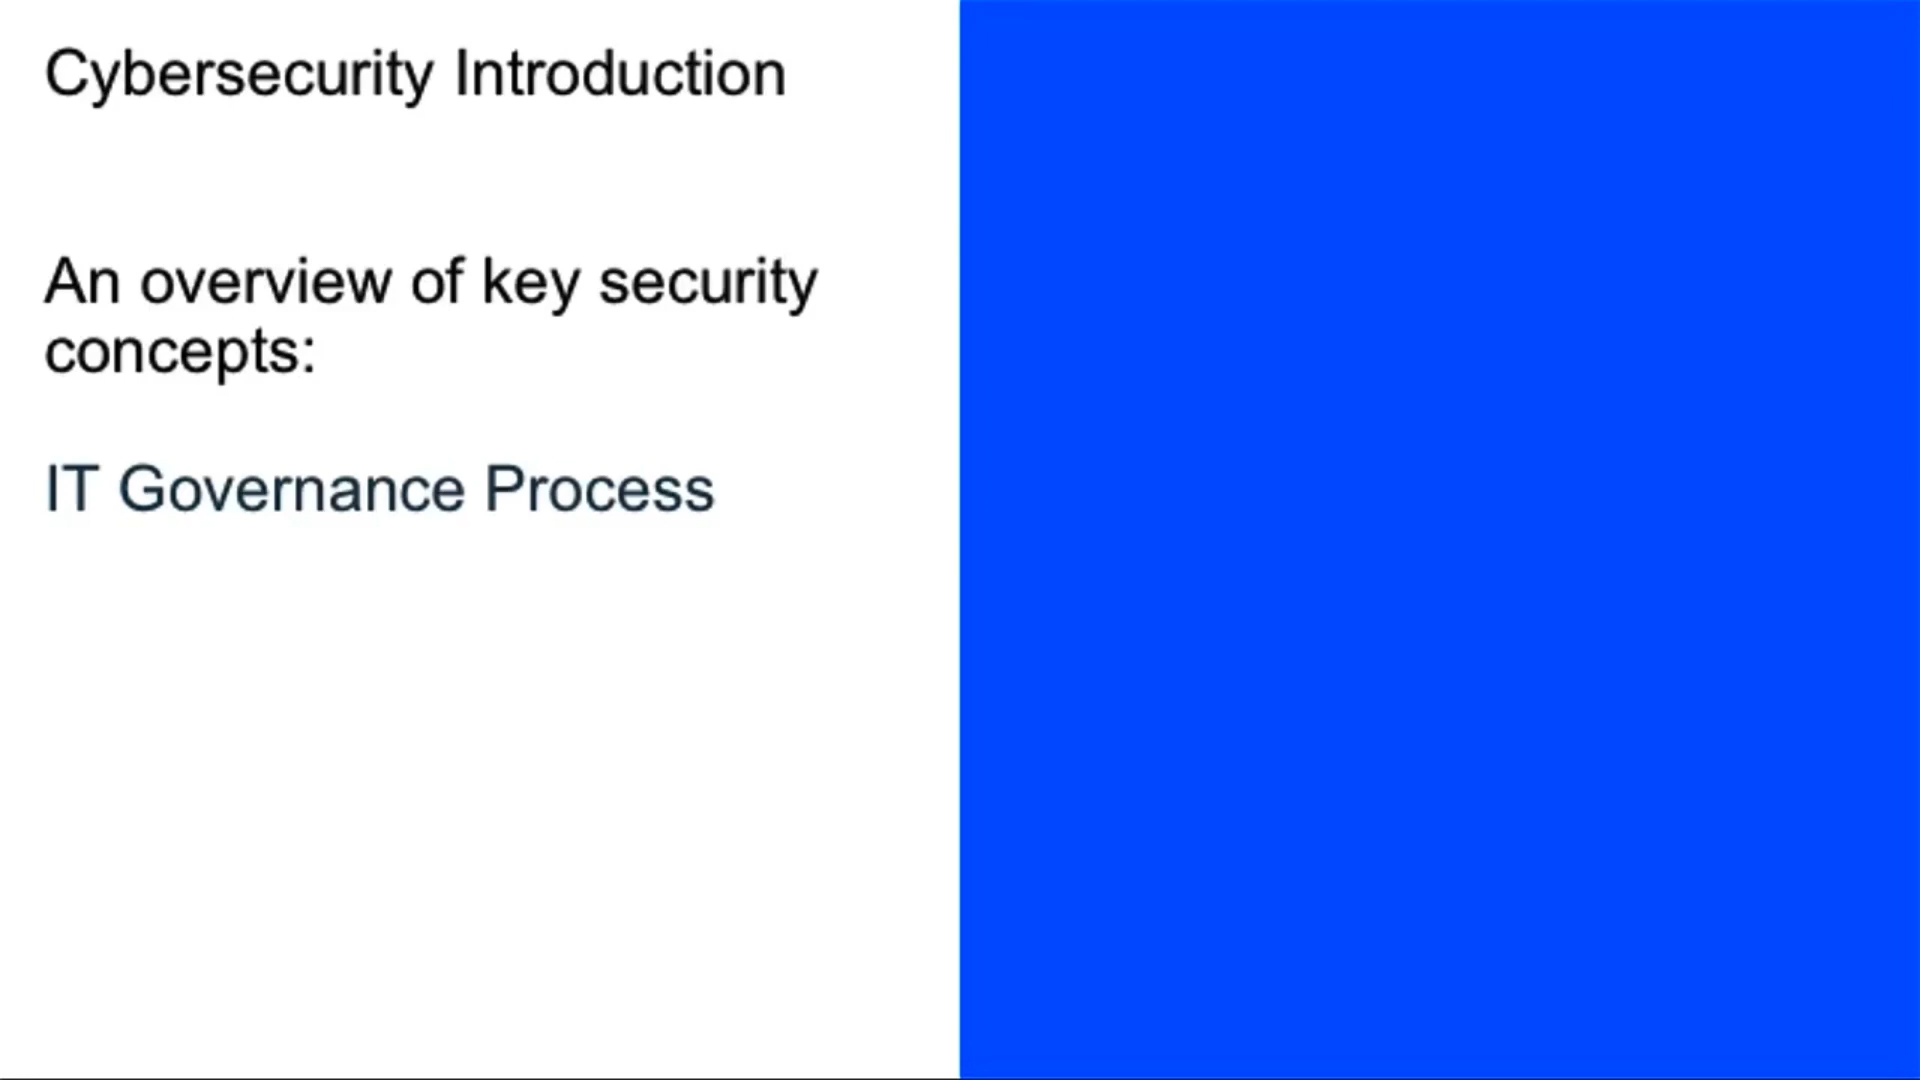 Cybersecurity Introduction
An overview of key security
concepts:
IT Governance Process